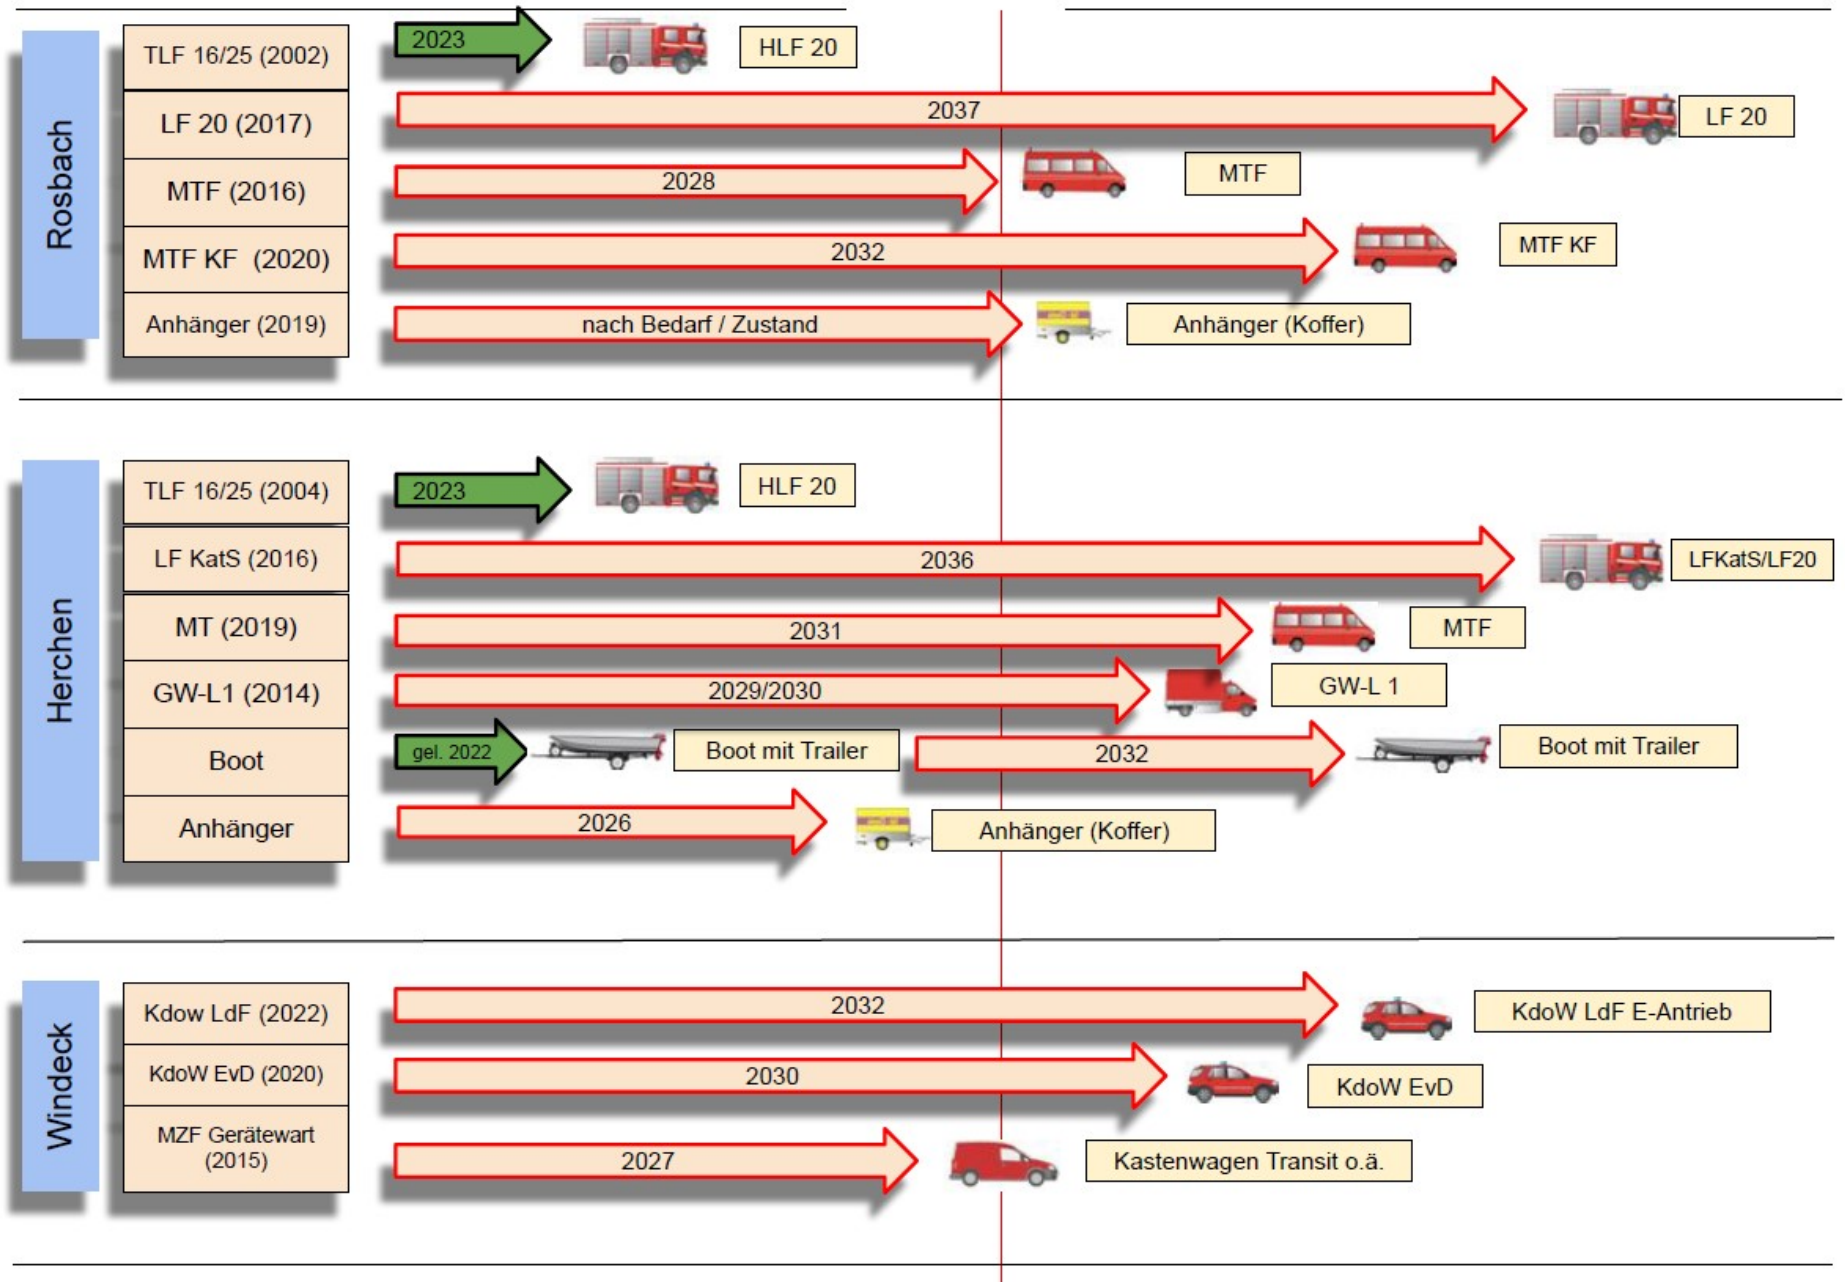 Rosbach
TLF 16/25 (2002)
2023
HLF 20
LF 20 (2017)
2037
LF 20
MTF (2016)
2028
MTF
MTF KF (2020)
2032
MTF KF
Anhänger (2019)
nach Bedarf / Zustand
Anhänger (Koffer)
Herchen
TLF 16/25 (2004)
2023
HLF 20
LF KatS (2016)
2036
LFKatS/LF20
MT (2019)
2031
MTF
GW-L1 (2014)
2029/2030
GW-L 1
Boot
gel. 2022
Boot mit Trailer
2032
Boot mit Trailer
Anhänger
2026
Anhänger (Koffer)
Windeck
Kdow LdF (2022)
2032
KdoW LdF E-Antrieb
KdoW EvD (2020)
2030
KdoW EvD
MZF Gerätewart
(2015)
2027
Kastenwagen Transit o.ä.